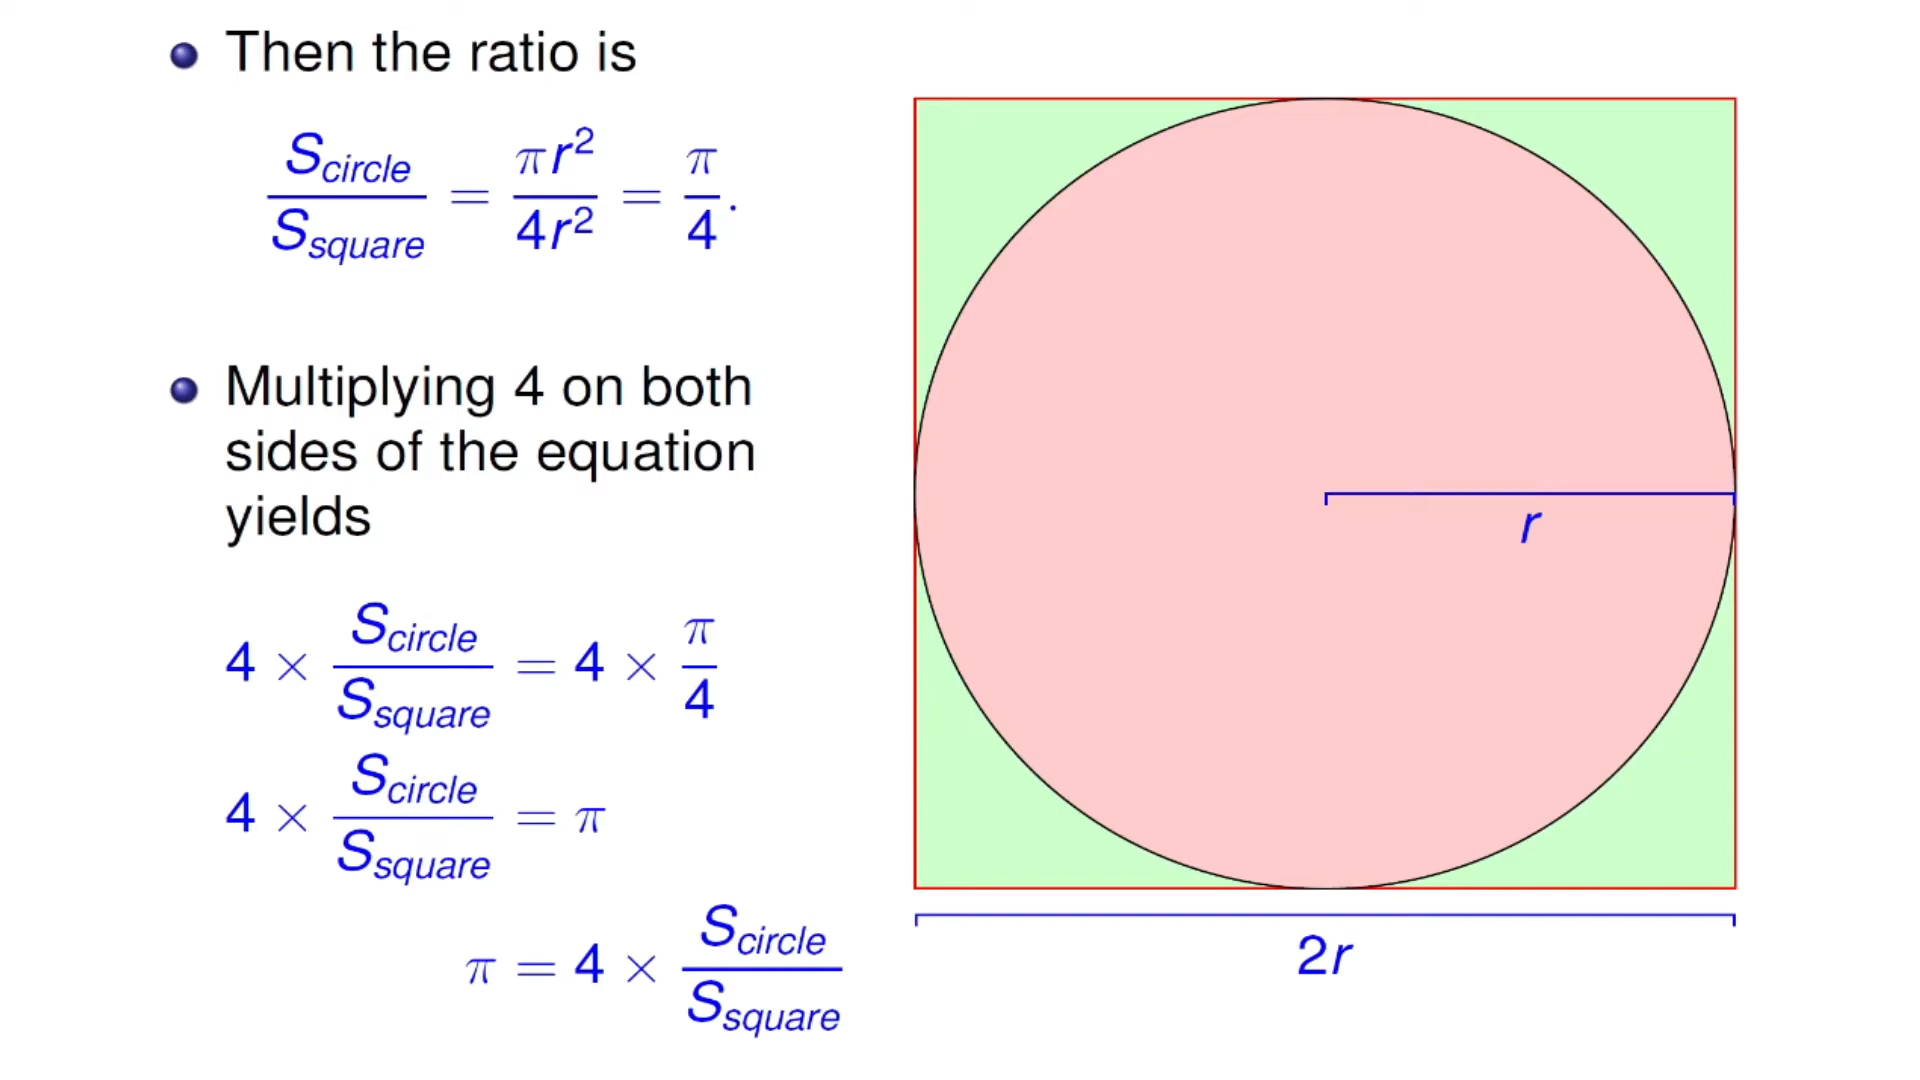 Then the ratio is
S_circle / S_square = πr² / 4r² = π / 4.
Multiplying 4 on both
sides of the equation
yields
4 × S_circle / S_square = 4 × π / 4
4 × S_circle / S_square = π
π = 4 × S_circle / S_square
r
2r